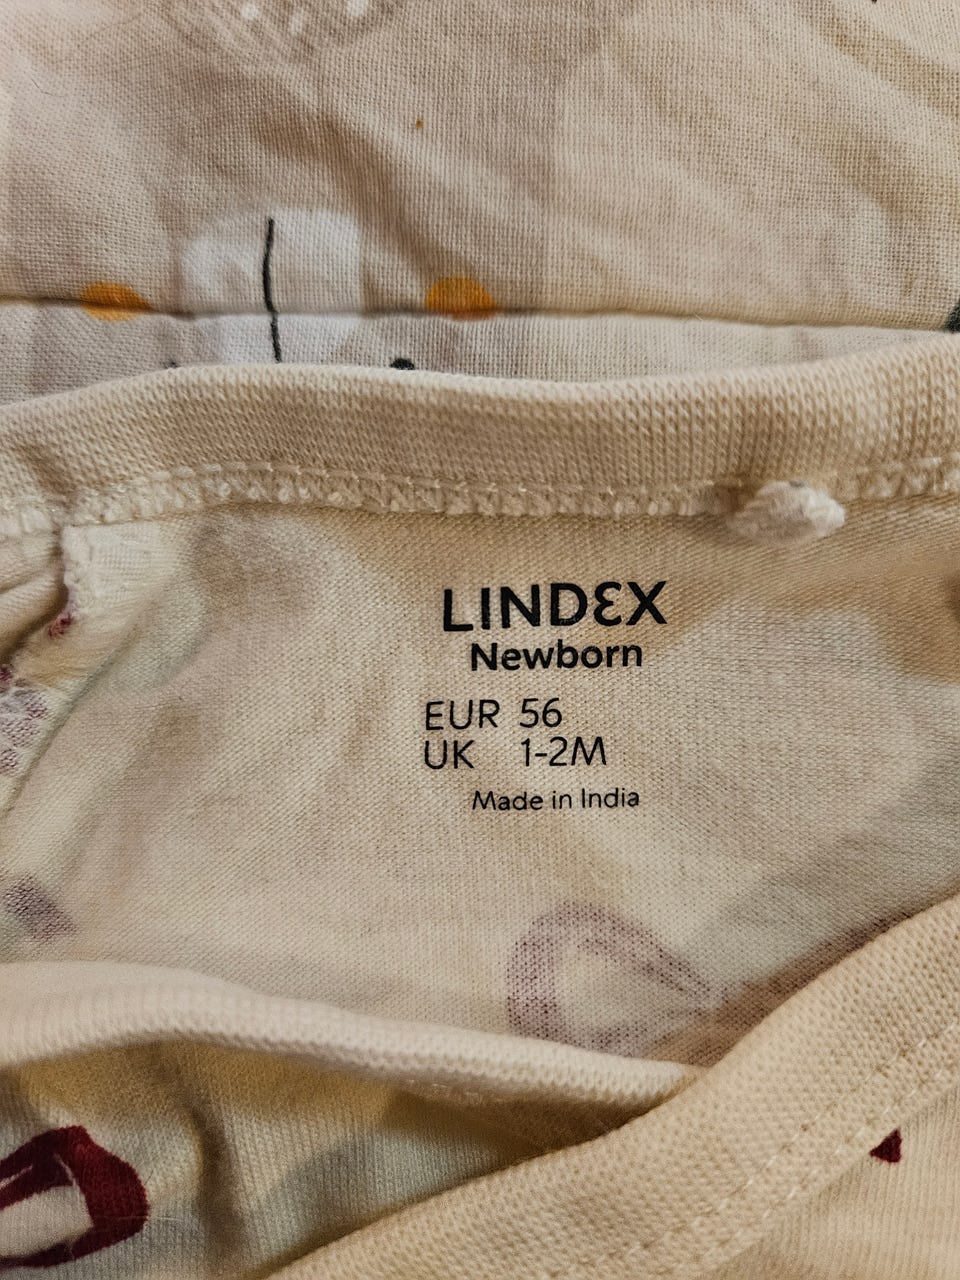 LINDEX
Newborn
EUR 56
UK 1-2M
Made in India